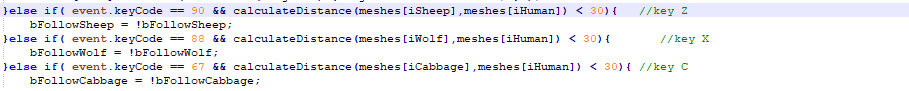 }else if( event.keyCode == 90 && calculateDistance(meshes[iSheep],meshes[iHuman]) < 30){ //key Z
bFollowSheep = !bFollowSheep;
}else if( event.keyCode == 88 && calculateDistance(meshes[iWolf],meshes[iHuman]) < 30){ //key X
bFollowWolf = !bFollowWolf;
}else if( event.keyCode == 67 && calculateDistance(meshes[iCabbage],meshes[iHuman]) < 30){ //key C
bFollowCabbage = !bFollowCabbage;